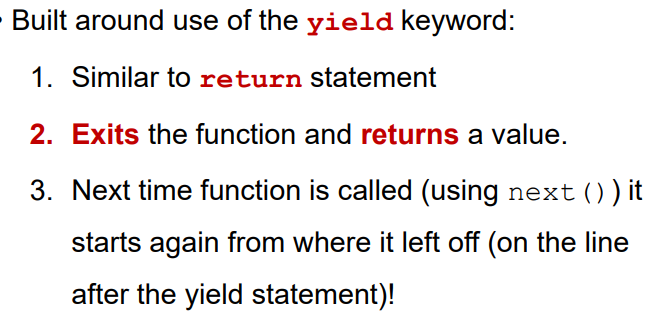 • Built around use of the yield keyword:
1. Similar to return statement
2. Exits the function and returns a value.
3. Next time function is called (using next()) it
starts again from where it left off (on the line
after the yield statement)!